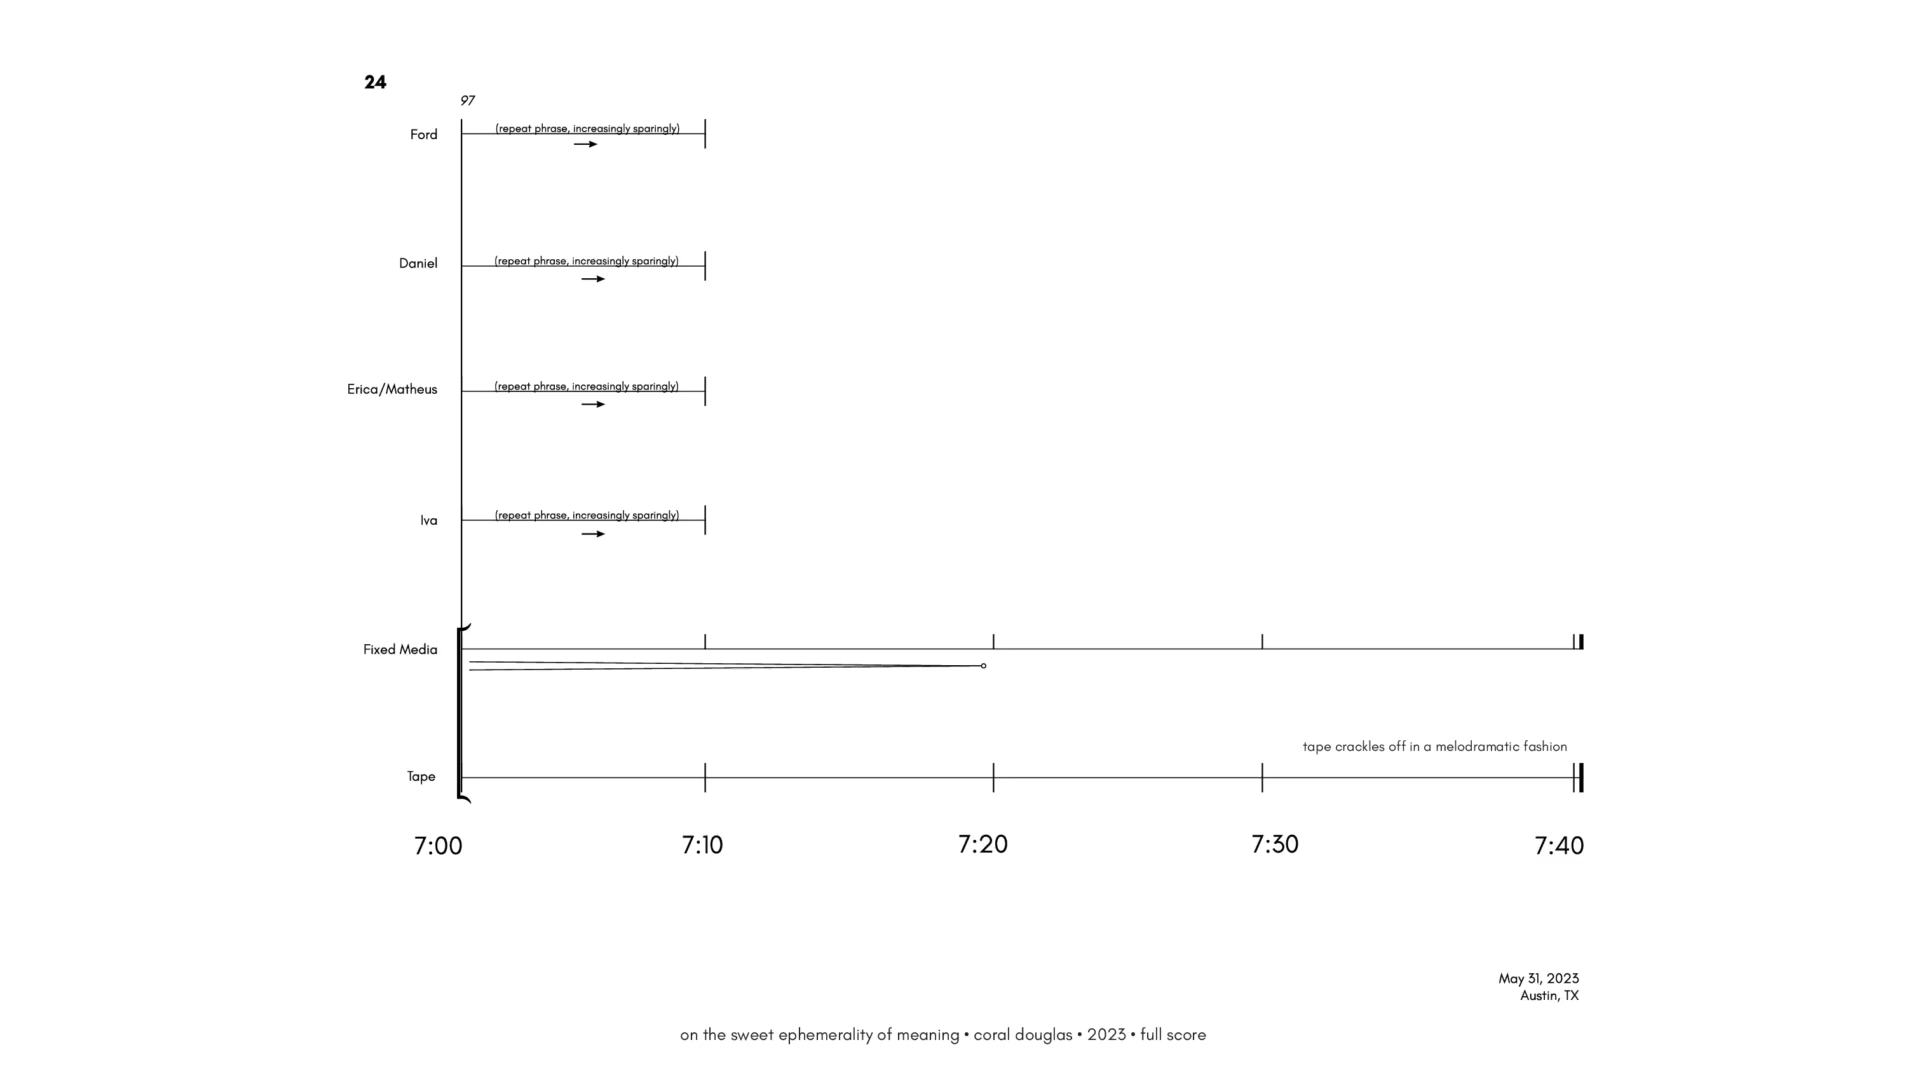 24
97
Ford
(repeat phrase, increasingly sparingly)
Daniel
(repeat phrase, increasingly sparingly)
Erica/Matheus
(repeat phrase, increasingly sparingly)
Iva
(repeat phrase, increasingly sparingly)
Fixed Media
tape crackles off in a melodramatic fashion
Tape
7:00 7:10 7:20 7:30 7:40
May 31, 2023
Austin, TX
on the sweet ephemerality of meaning • coral douglas • 2023 • full score